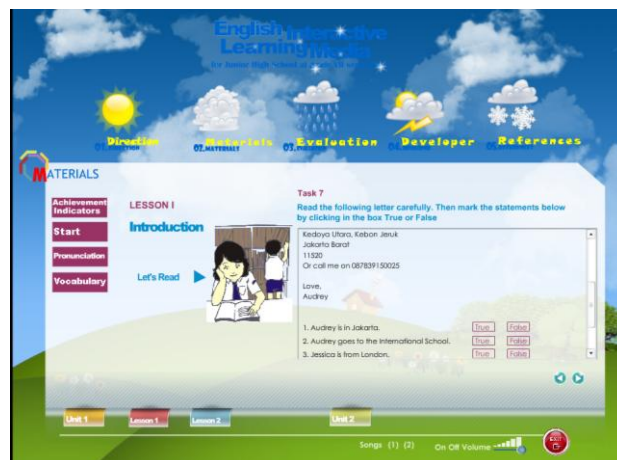 English Interactive
Learning Media
Direction
Materials
Evaluation
Developer
References
02.MATERIALS
MATERIALS
Achievement
Indicators
Start
Pronunciation
Vocabulary
LESSON I
Introduction
Let's Read
Task 7
Read the following letter carefully. Then mark the statements below
by clicking in the box True or False
Kedoya Utara, Kebon Jeruk
Jakarta Barat
11520
Or call me on 087839150025
Love,
Audrey
1. Audrey is in Jakarta. True False
2. Audrey goes to the International School. True False
3. Jessica is from London. True False
Unit 1
Lesson 1
Lesson 2
Unit 2
Songs (1) (2)
On Off Volume
EXIT